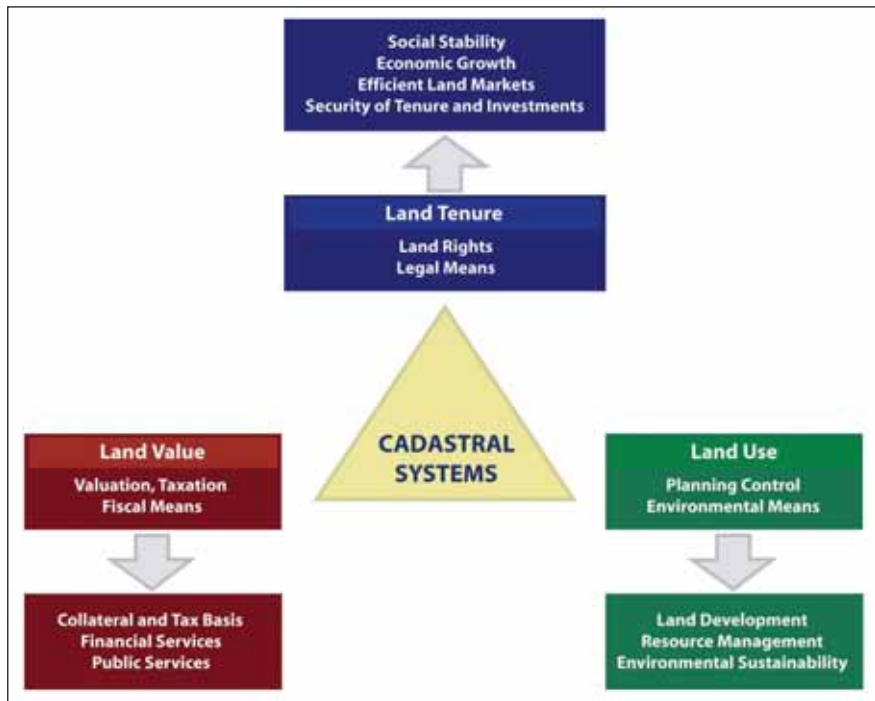 Social Stability
Economic Growth
Efficient Land Markets
Security of Tenure and Investments
Land Tenure
Land Rights
Legal Means
CADASTRAL
SYSTEMS
Land Value
Valuation, Taxation
Fiscal Means
Collateral and Tax Basis
Financial Services
Public Services
Land Use
Planning Control
Environmental Means
Land Development
Resource Management
Environmental Sustainability